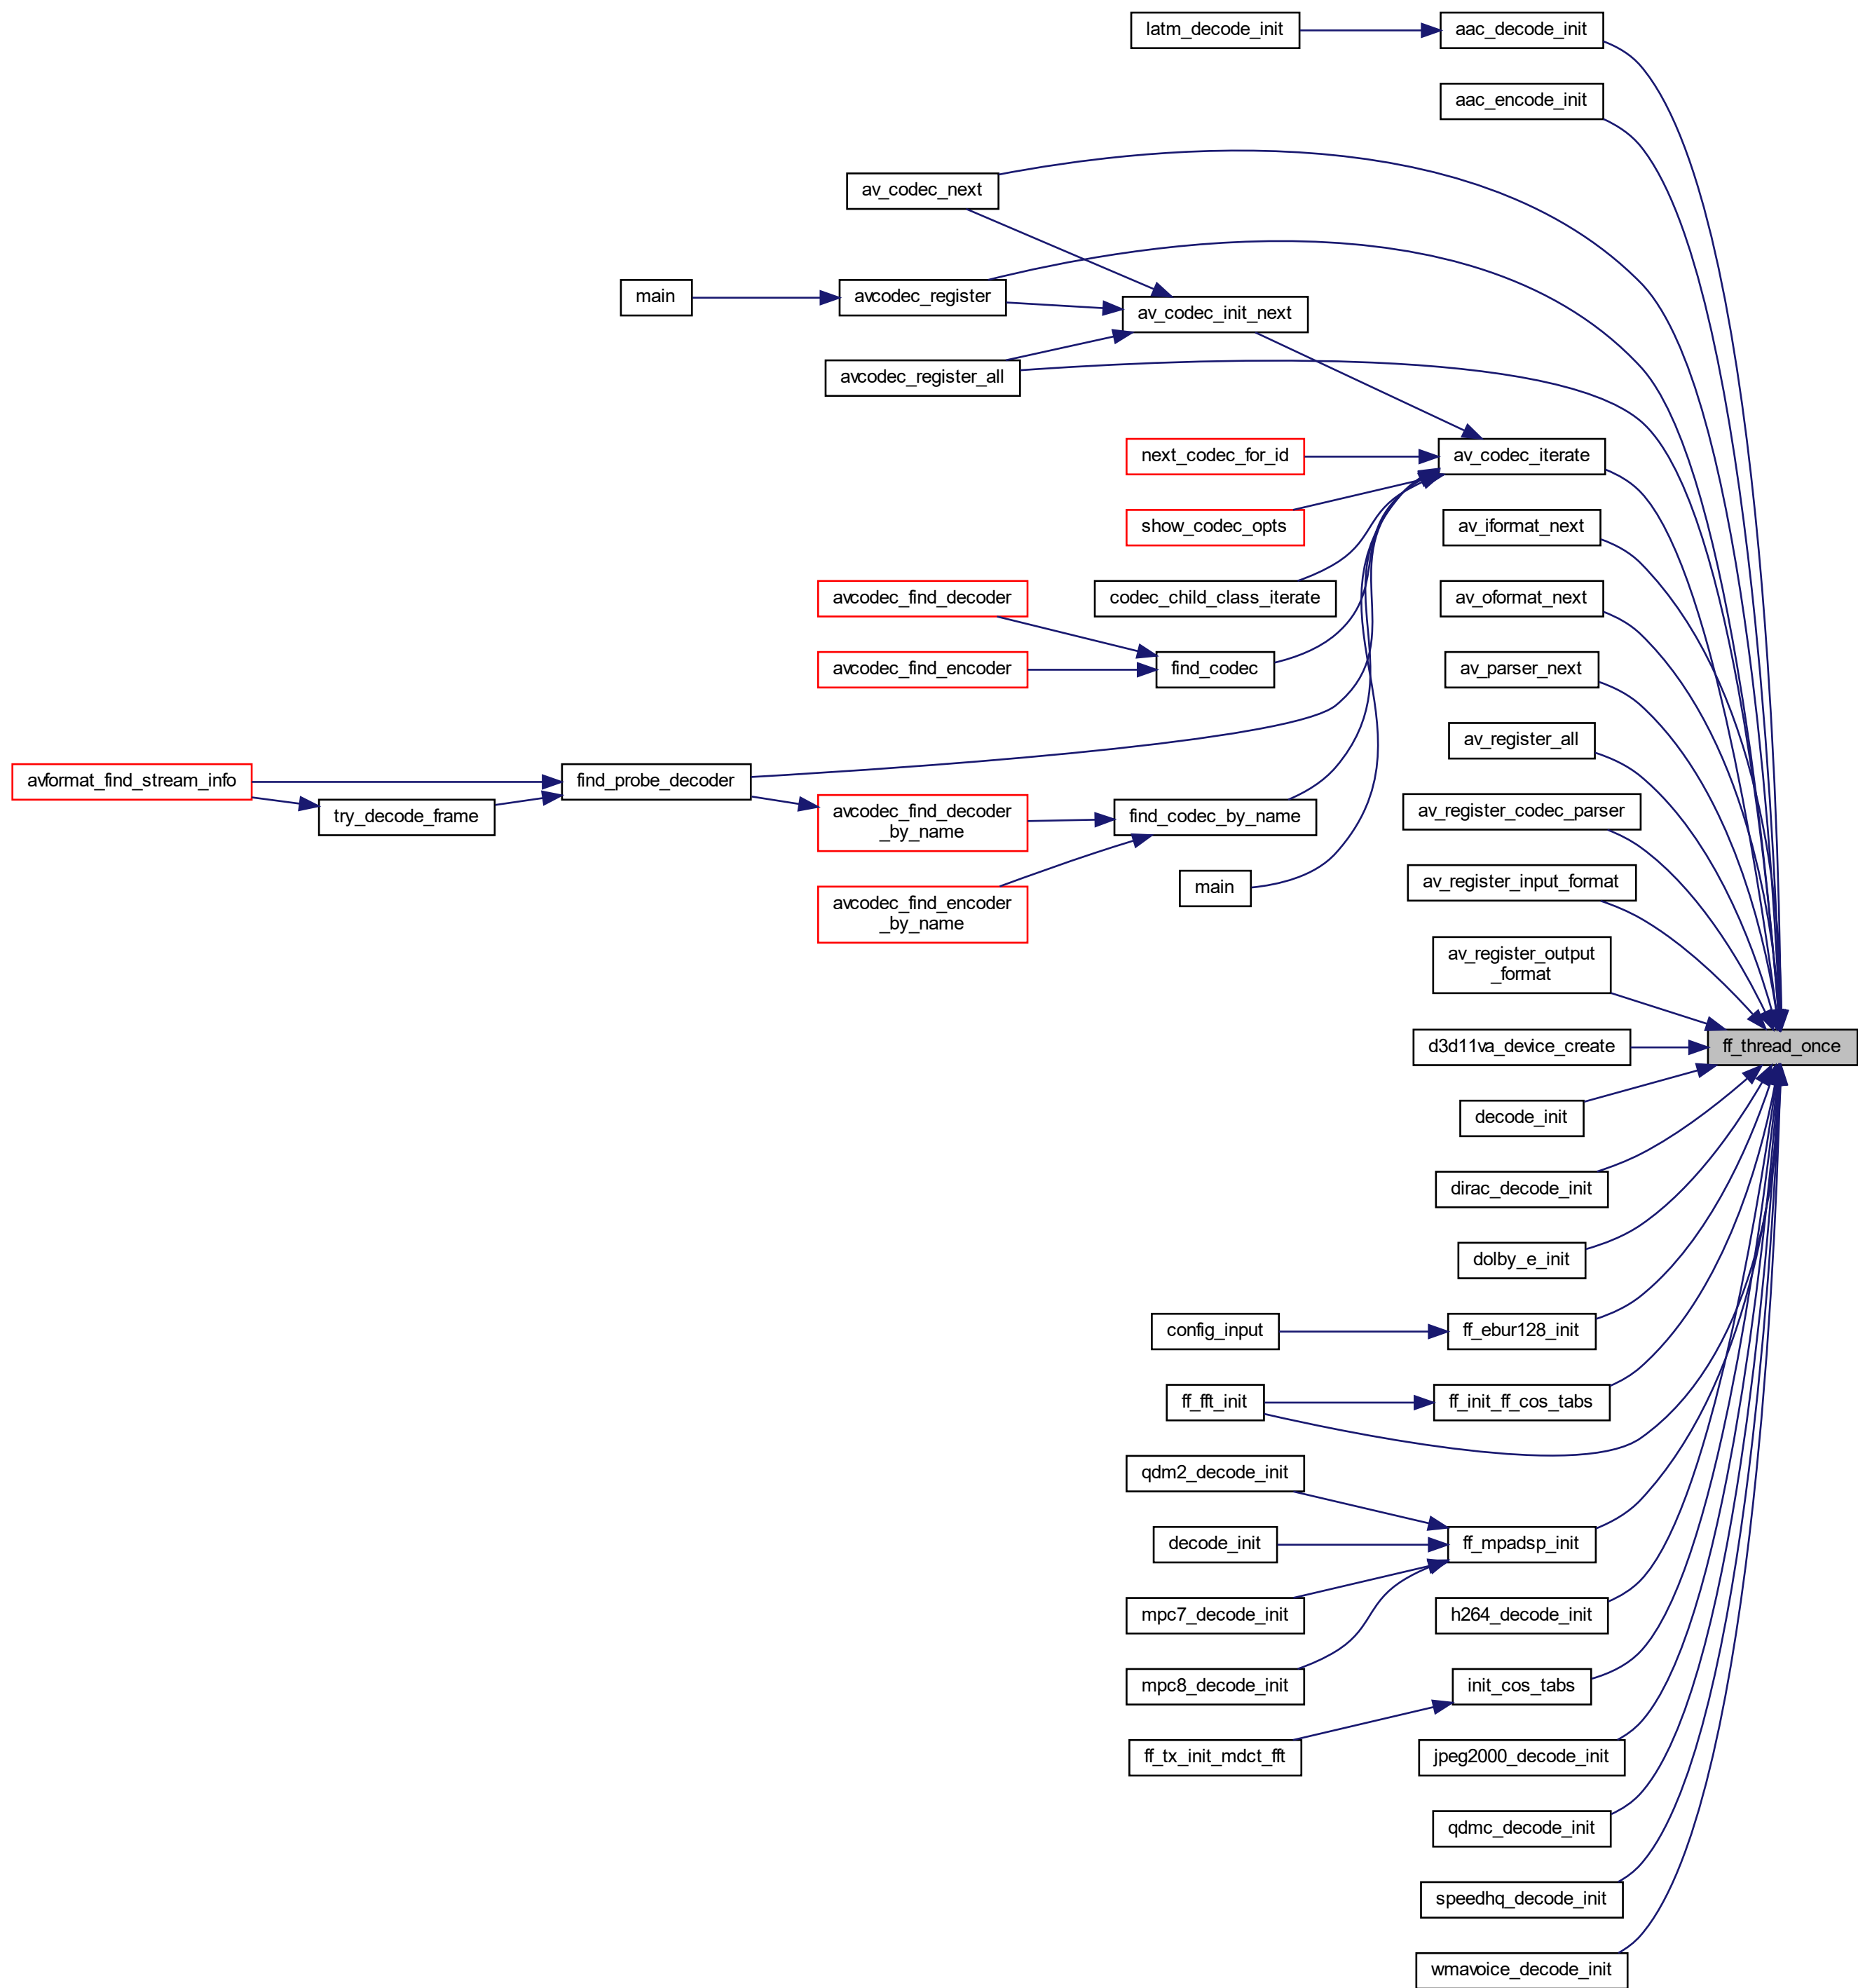 latm_decode_init
aac_decode_init
aac_encode_init
av_codec_next
main
avcodec_register
av_codec_init_next
avcodec_register_all
next_codec_for_id
av_codec_iterate
show_codec_opts
av_iformat_next
avcodec_find_decoder
codec_child_class_iterate
av_oformat_next
avcodec_find_encoder
find_codec
av_parser_next
av_register_all
avformat_find_stream_info
find_probe_decoder
try_decode_frame
avcodec_find_decoder
_by_name
find_codec_by_name
av_register_codec_parser
main
av_register_input_format
avcodec_find_encoder
_by_name
av_register_output
_format
d3d11va_device_create
ff_thread_once
decode_init
dirac_decode_init
dolby_e_init
config_input
ff_ebur128_init
ff_fft_init
ff_init_ff_cos_tabs
qdm2_decode_init
decode_init
ff_mpadsp_init
mpc7_decode_init
h264_decode_init
mpc8_decode_init
init_cos_tabs
ff_tx_init_mdct_fft
jpeg2000_decode_init
qdmc_decode_init
speedhq_decode_init
wmavoice_decode_init